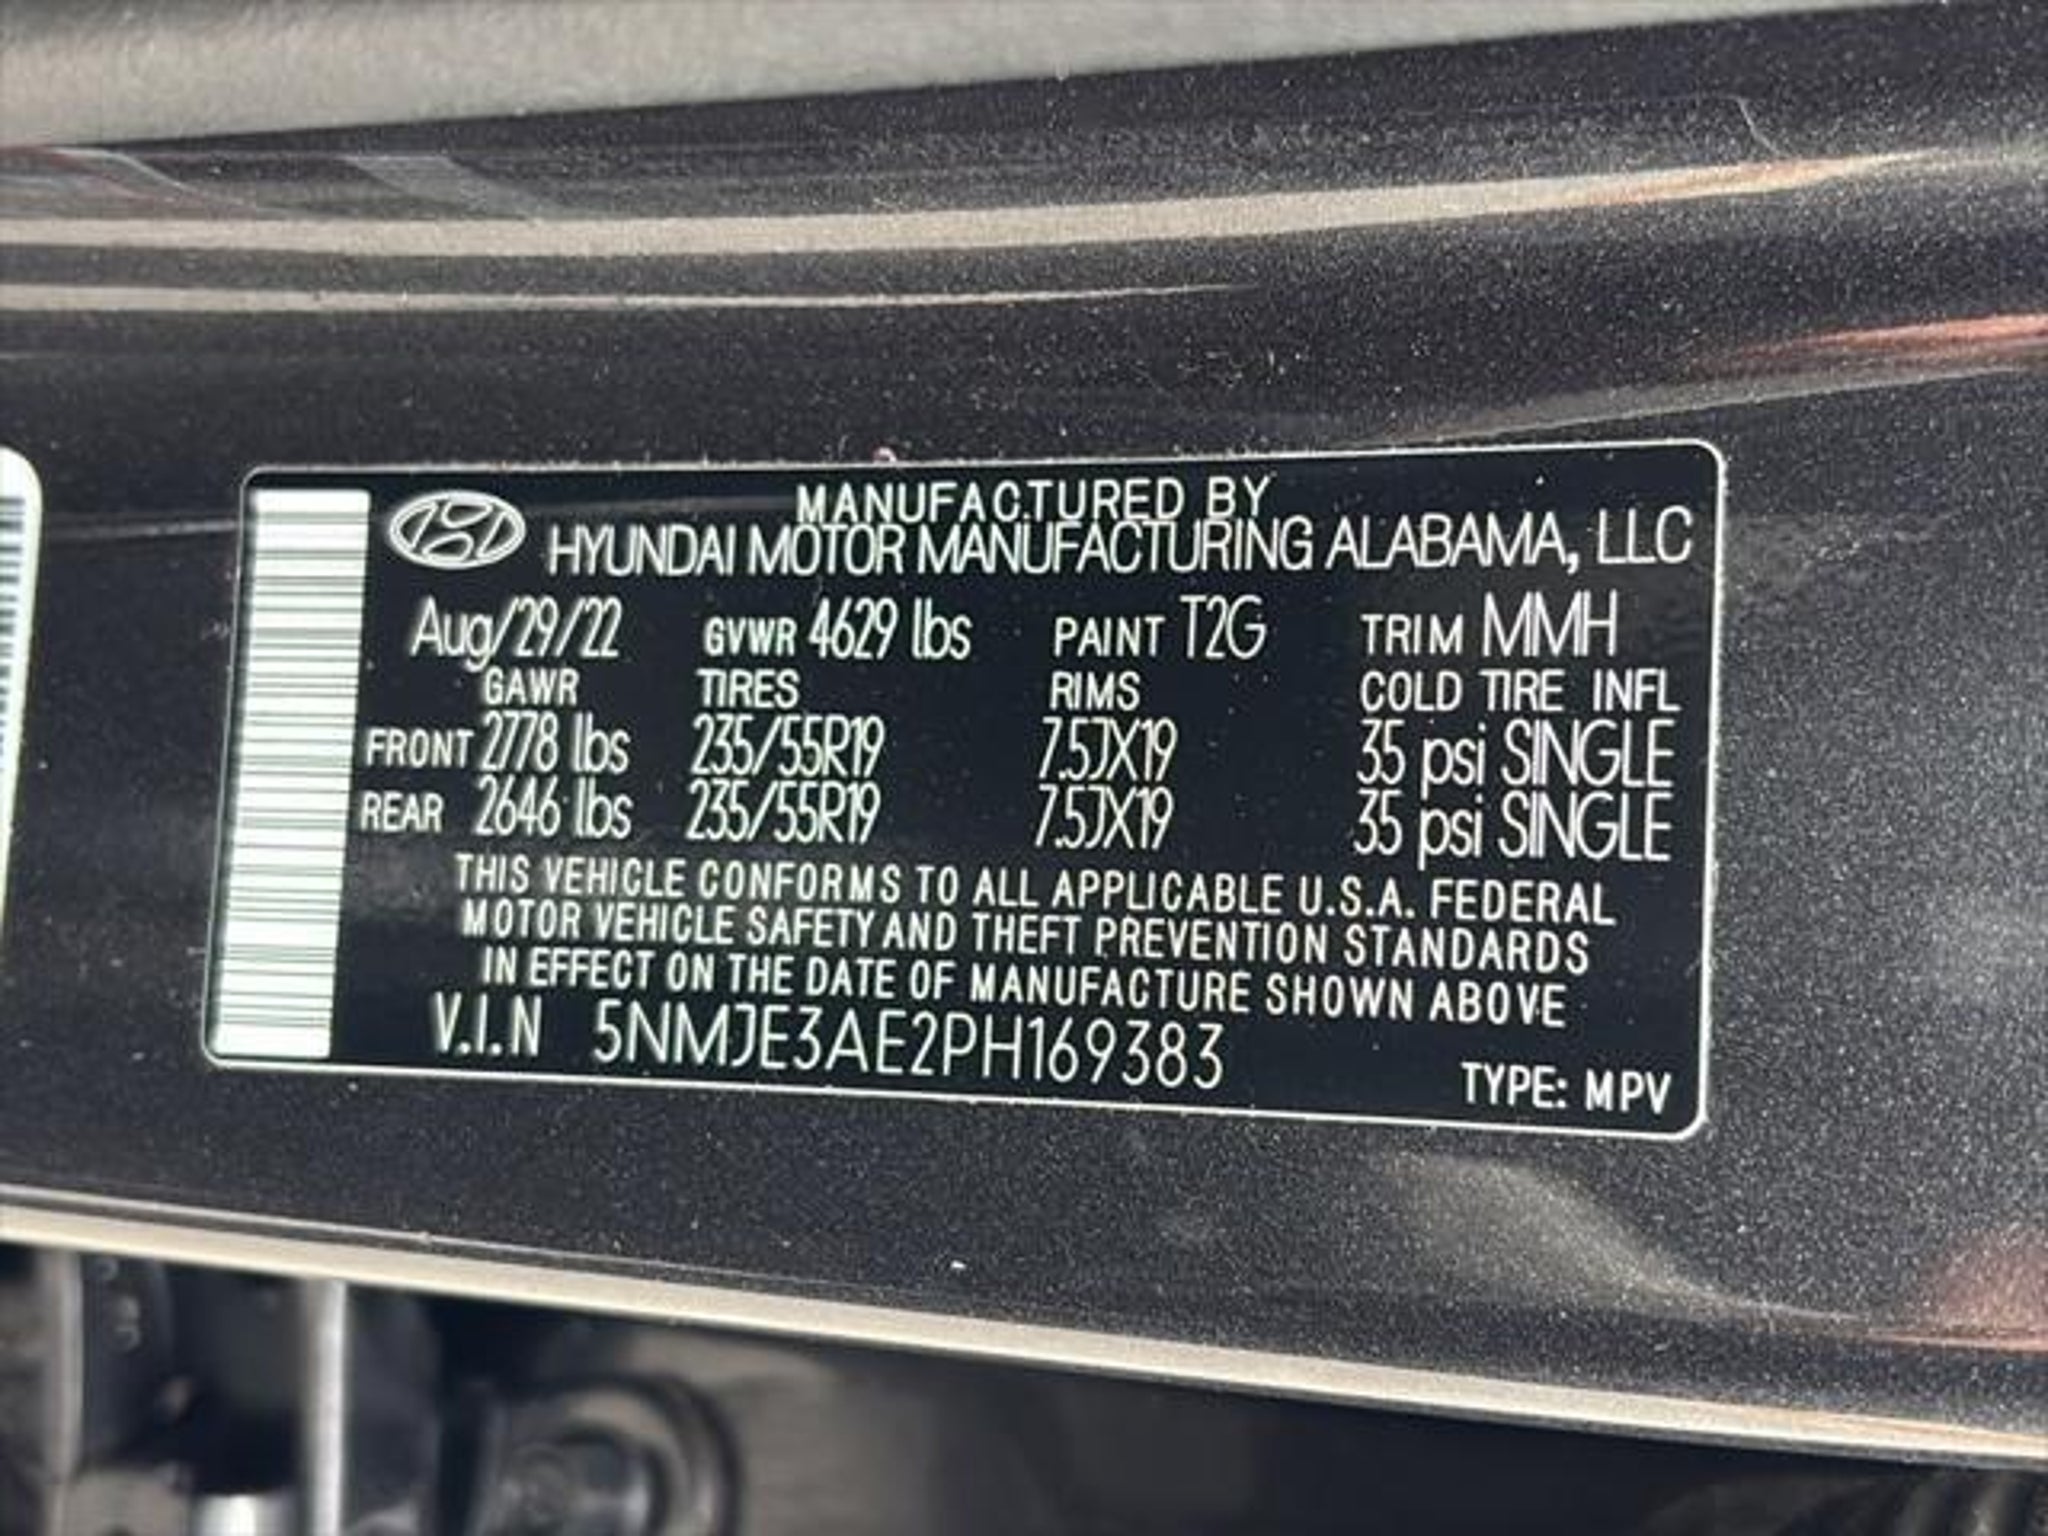 MANUFACTURED BY
HYUNDAI MOTOR MANUFACTURING ALABAMA, LLC
Aug/29/22 GVWR 4629 lbs PAINT T2G TRIM MMH
GAWR TIRES RIMS COLD TIRE INFL
FRONT 2778 lbs 235/55R19 7.5JX19 35 psi SINGLE
REAR 2646 lbs 235/55R19 7.5JX19 35 psi SINGLE
THIS VEHICLE CONFORMS TO ALL APPLICABLE U.S.A. FEDERAL
MOTOR VEHICLE SAFETY AND THEFT PREVENTION STANDARDS
IN EFFECT ON THE DATE OF MANUFACTURE SHOWN ABOVE
V.I.N 5NMJE3AE2PH169383
TYPE: MPV